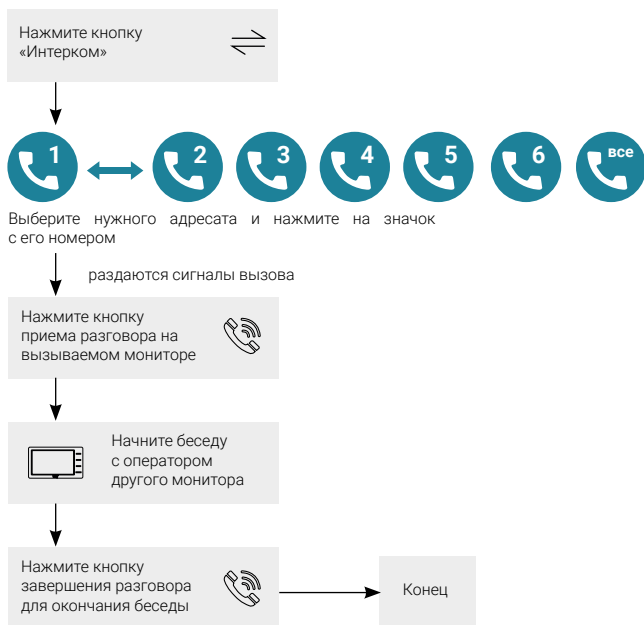 Нажмите кнопку
«Интерком»
1 2 3 4 5 6 все
Выберите нужного адресата и нажмите на значок
с его номером
раздаются сигналы вызова
Нажмите кнопку
приема разговора на
вызываемом мониторе
Начните беседу
с оператором
другого монитора
Нажмите кнопку
завершения разговора
для окончания беседы
Конец